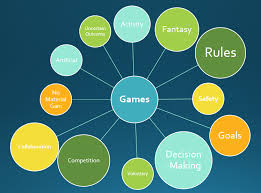 Activity
Fantasy
Rules
Safety
Goals
Decision
Making
Voluntary
Competition
Collaboration
No
Material
Gain
Artificial
Uncertain
Outcome
Games